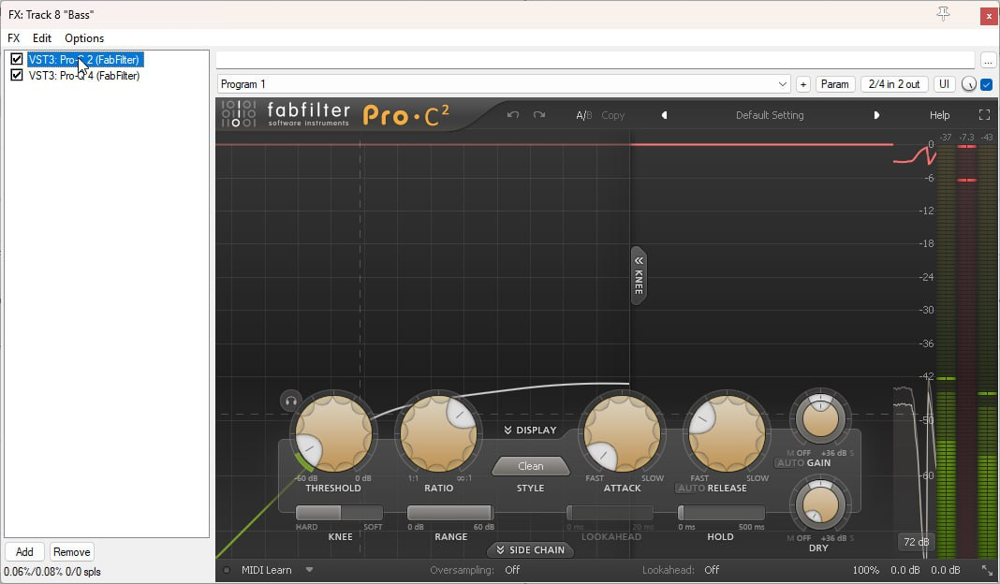 FX: Track 8 "Bass"
x
FX Edit Options
VST3: Pro-C 2 (FabFilter)
VST3: Pro-Q 4 (FabFilter)
...
Program 1
+ Param 2/4 in 2 out UI
fabfilter
software instruments
Pro·C²
A/B Copy Default Setting Help
-37 -7.3 -43
0
-6
-12
-18
-24
-30
-36
-42
-50
-60
72 dB
KNEE
-60 dB 0 dB
THRESHOLD
1:1 ∞:1
RATIO
DISPLAY
Clean
STYLE
FAST SLOW
ATTACK
FAST SLOW
AUTO RELEASE
M OFF +36 dB S
AUTO GAIN
HARD SOFT
KNEE
0 dB 60 dB
RANGE
0 ms 20 ms
LOOKAHEAD
0 ms 500 ms
HOLD
M OFF +36 dB S
DRY
SIDE CHAIN
Add Remove
0.06%/0.08% 0/0 spls
MIDI Learn Oversampling: Off Lookahead: Off 100% 0.0 dB 0.0 dB